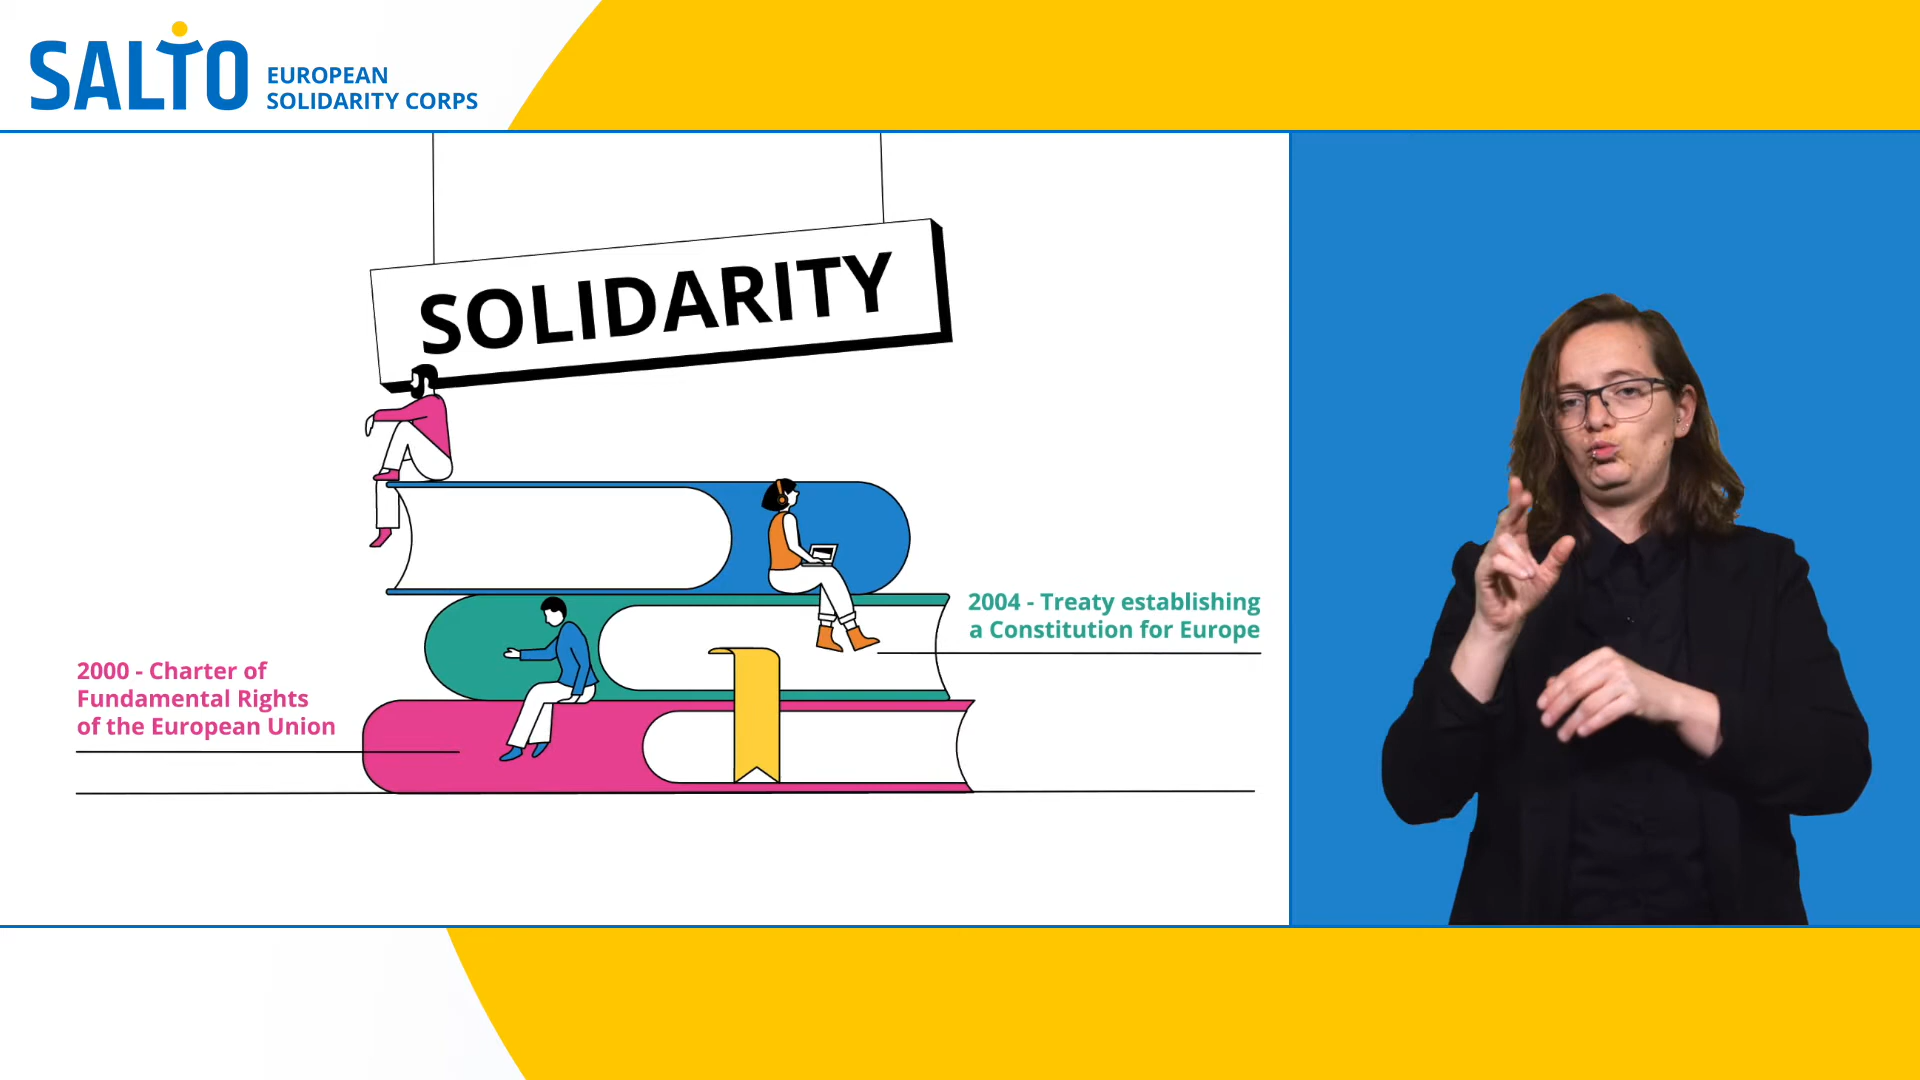 SALTO
EUROPEAN
SOLIDARITY CORPS
SOLIDARITY
2004 - Treaty establishing
a Constitution for Europe
2000 - Charter of
Fundamental Rights
of the European Union